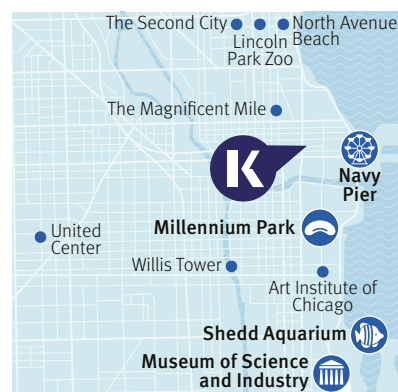 The Second City
North Avenue
Beach
Lincoln
Park Zoo
The Magnificent Mile
K
Navy
Pier
Millennium Park
United
Center
Willis Tower
Art Institute of
Chicago
Shedd Aquarium
Museum of Science
and Industry